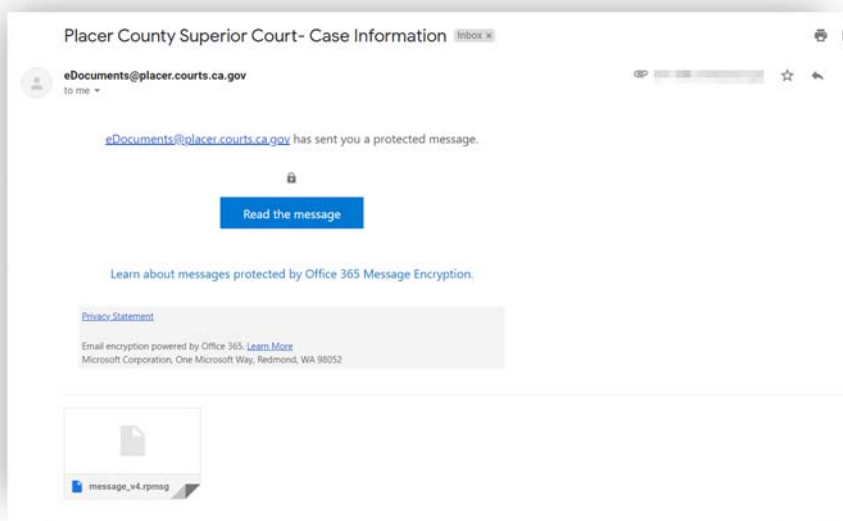 Placer County Superior Court- Case Information Inbox x
eDocuments@placer.courts.ca.gov
to me
eDocuments@placer.courts.ca.gov has sent you a protected message.
Read the message
Learn about messages protected by Office 365 Message Encryption.
Privacy Statement
Email encryption powered by Office 365. Learn More
Microsoft Corporation, One Microsoft Way, Redmond, WA 98052
message_v4.rpmsg